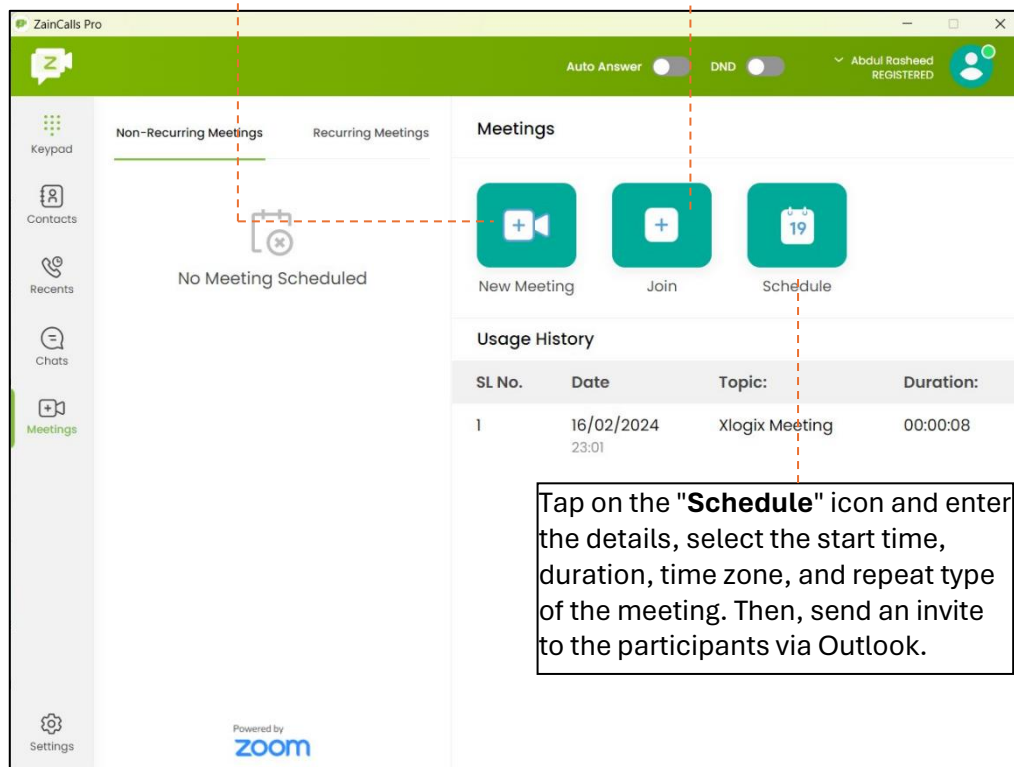 ZainCalls Pro
Z
Auto Answer
DND
Abdul Rasheed
REGISTERED
Keypad
Contacts
Recents
Chats
Meetings
Settings
Non-Recurring Meetings
Recurring Meetings
No Meeting Scheduled
Powered by
zoom
Meetings
19
New Meeting
Join
Schedule
Usage History
SL No. Date Topic: Duration:
1 16/02/2024 Xlogix Meeting 00:00:08
23:01
Tap on the "Schedule" icon and enter
the details, select the start time,
duration, time zone, and repeat type
of the meeting. Then, send an invite
to the participants via Outlook.